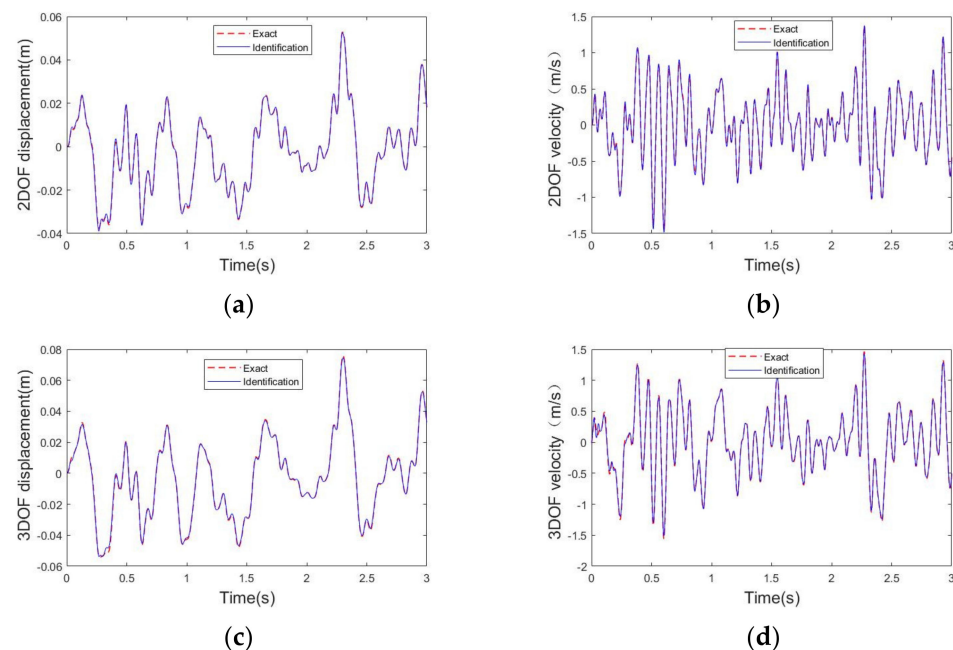 0.06
0.04
0.02
0
-0.02
-0.04
2DOF displacement(m)
Exact
Identification
0 0.5 1 1.5 2 2.5 3
Time(s)
(a)
1.5
1
0.5
0
-0.5
-1
-1.5
2DOF velocity（m/s）
Exact
Identification
0 0.5 1 1.5 2 2.5 3
Time(s)
(b)
0.08
0.06
0.04
0.02
0
-0.02
-0.04
-0.06
3DOF displacement(m)
Exact
Identification
0 0.5 1 1.5 2 2.5 3
Time(s)
(c)
1.5
1
0.5
0
-0.5
-1
-1.5
-2
3DOF velocity（m/s）
Exact
Identification
0 0.5 1 1.5 2 2.5 3
Time(s)
(d)